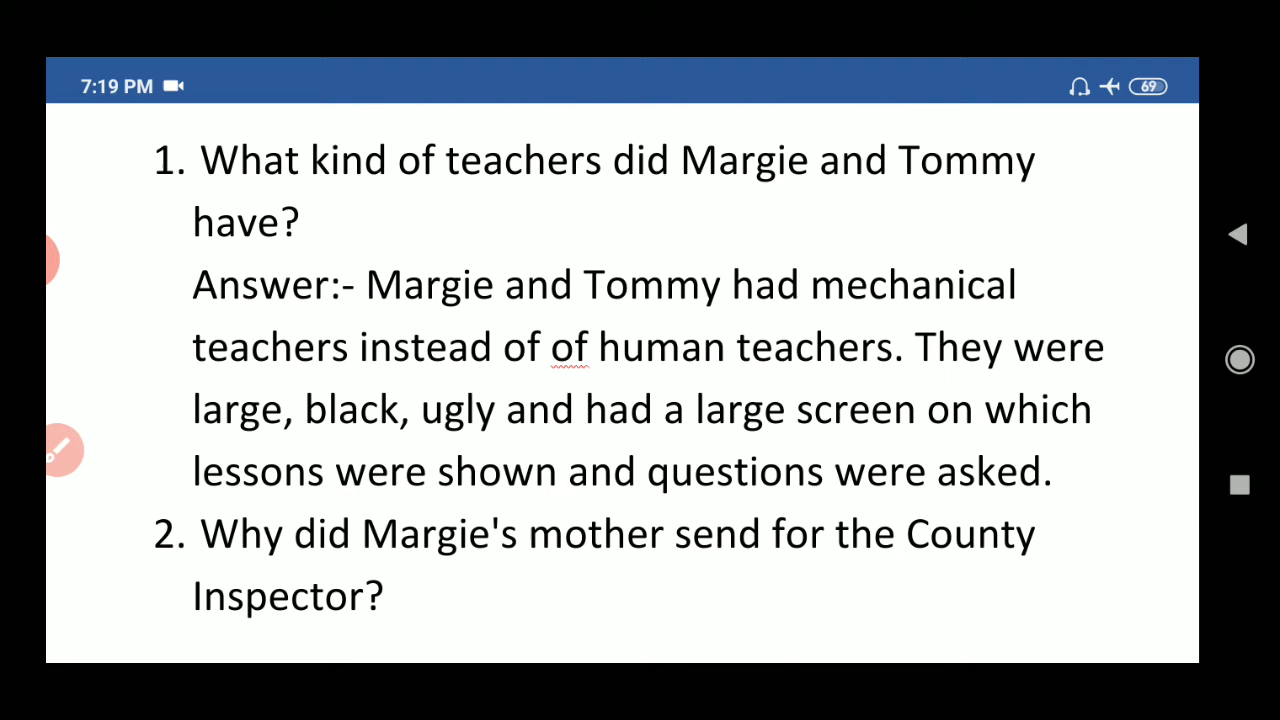 7:19 PM
69
1. What kind of teachers did Margie and Tommy
have?
Answer:- Margie and Tommy had mechanical
teachers instead of of human teachers. They were
large, black, ugly and had a large screen on which
lessons were shown and questions were asked.
2. Why did Margie's mother send for the County
Inspector?